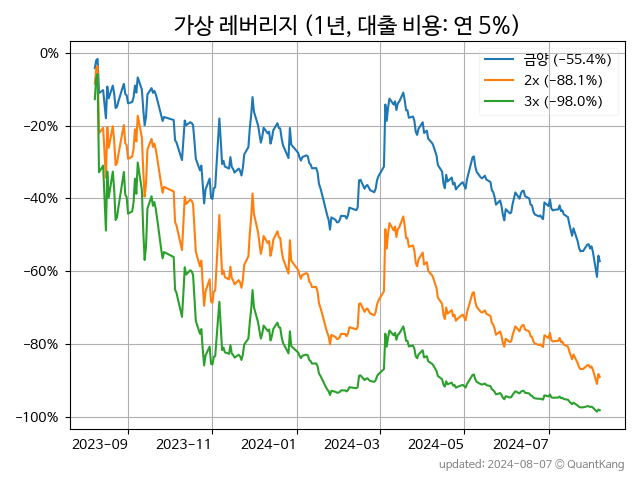 가상 레버리지 (1년, 대출 비용: 연 5%)
0%
−20%
−40%
−60%
−80%
−100%
금양 (−55.4%)
2x (−88.1%)
3x (−98.0%)
2023-09 2023-11 2024-01 2024-03 2024-05 2024-07
updated: 2024-08-07 © QuantKang